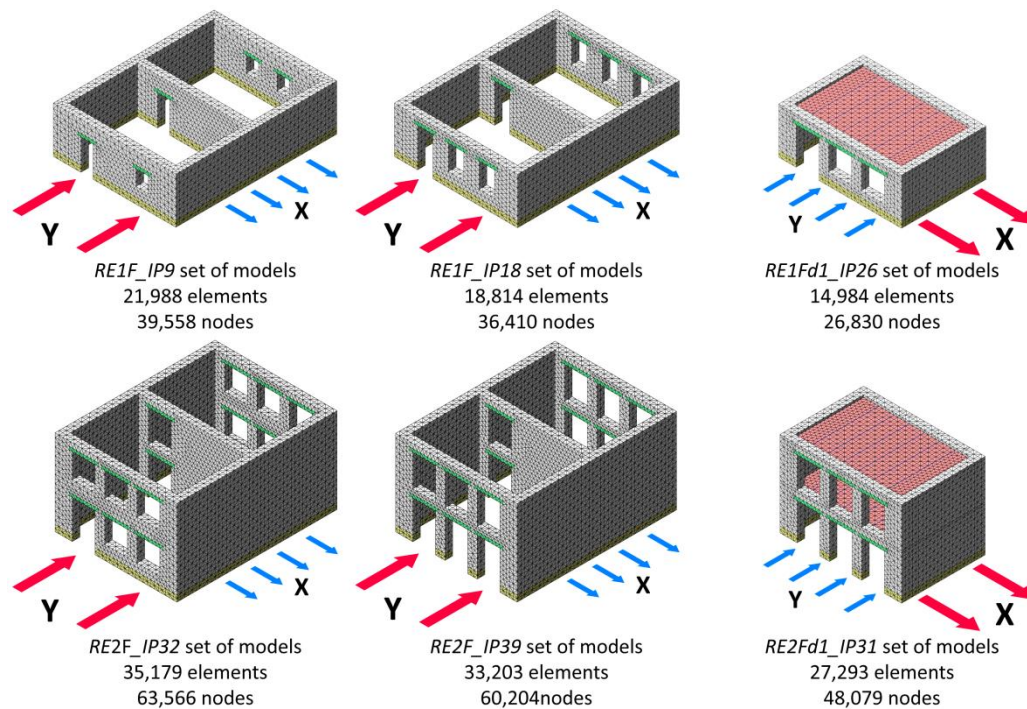 Y
X
RE1F_IP9 set of models
21,988 elements
39,558 nodes
Y
X
RE1F_IP18 set of models
18,814 elements
36,410 nodes
Y
X
RE1Fd1_IP26 set of models
14,984 elements
26,830 nodes
Y
X
RE2F_IP32 set of models
35,179 elements
63,566 nodes
Y
X
RE2F_IP39 set of models
33,203 elements
60,204nodes
Y
X
RE2Fd1_IP31 set of models
27,293 elements
48,079 nodes